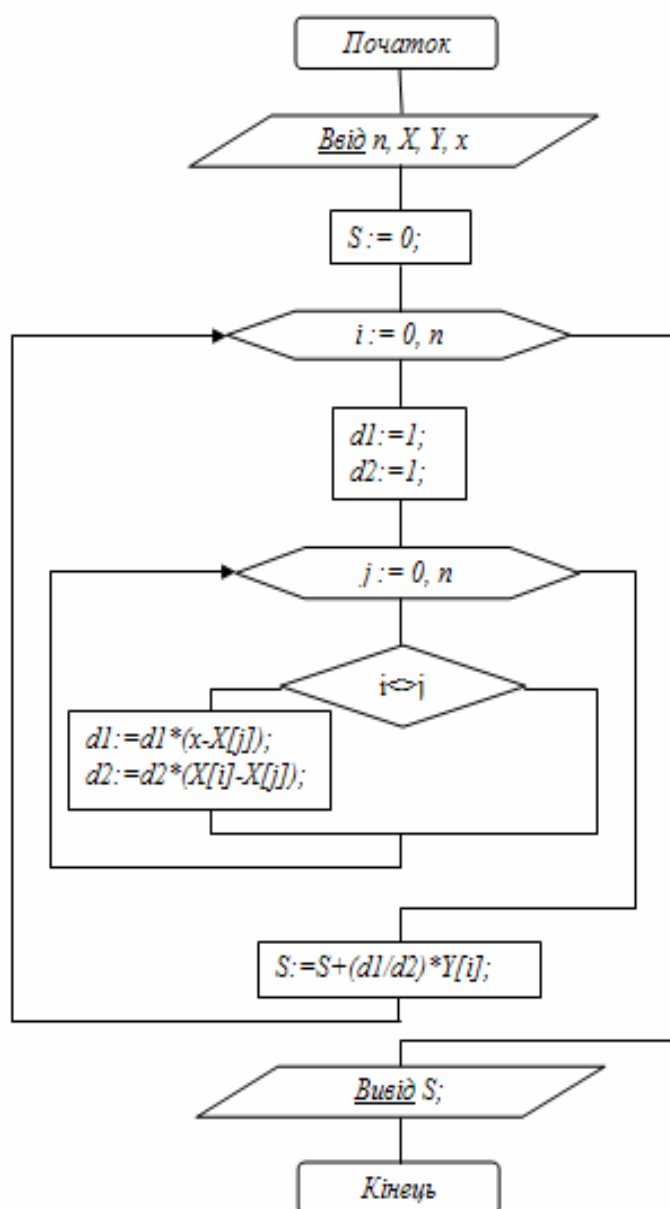 Початок
Ввід n, X, Y, x
S := 0;
i := 0, n
d1:=1;
d2:=1;
j := 0, n
i<>j
d1:=d1*(x-X[j]);
d2:=d2*(X[i]-X[j]);
S:=S+(d1/d2)*Y[i];
Вивід S;
Кінець